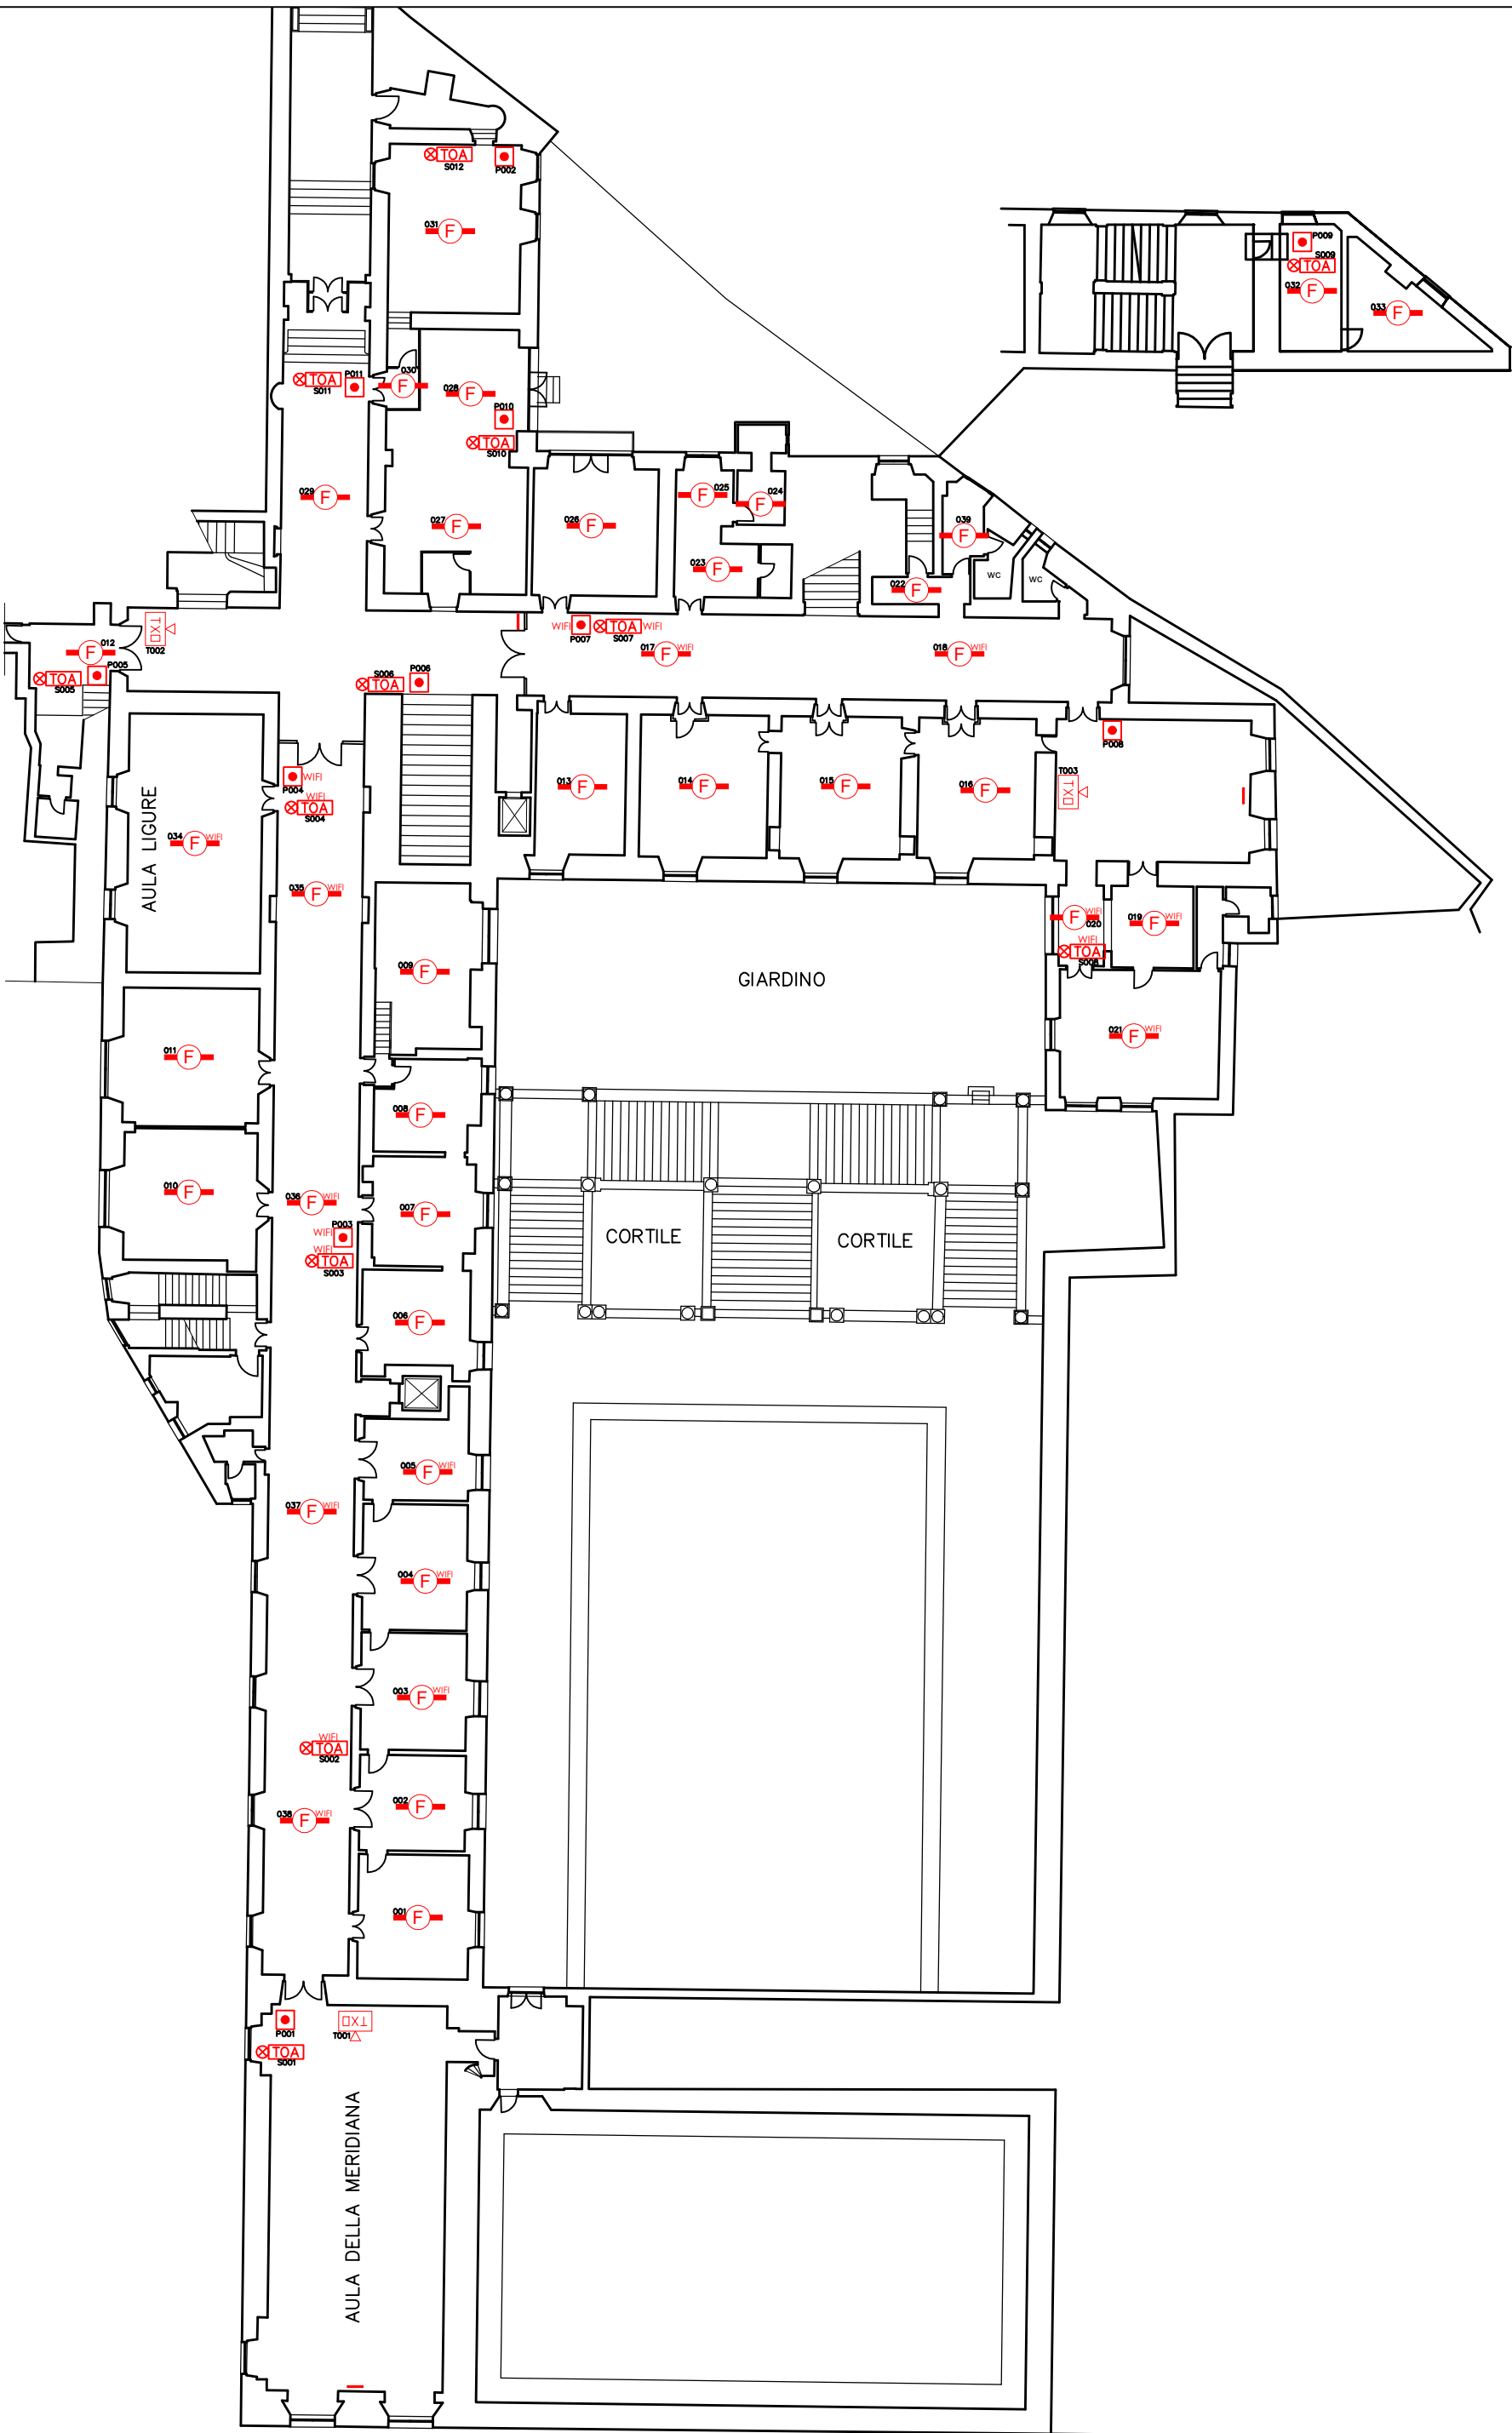 TOA
S012
P002
031
F
P009
S009
TOA
032
F
033
F
P011
TOA
S011
030
F
028
F
P010
TOA
S010
029
F
025
F
024
F
027
F
026
F
039
F
023
F
022
F
WC
WC
TXD
T002
012
F
P005
TOA
S005
WIFI
P007
TOA
WIFI
S007
017
F
WIFI
018
F
WIFI
S006
TOA
P006
P008
T003
TXD
P004
WIFI
WIFI
TOA
S004
013
F
014
F
015
F
016
F
AULA LIGURE
034
F
WIFI
035
F
WIFI
F
WIFI
020
019
F
WIFI
WIFI
TOA
S008
009
F
GIARDINO
021
F
WIFI
011
F
008
F
010
F
036
F
WIFI
007
F
WIFI
P003
WIFI
TOA
S003
CORTILE
CORTILE
006
F
005
F
WIFI
037
F
WIFI
004
F
WIFI
003
F
WIFI
WIFI
TOA
S002
038
F
WIFI
002
F
001
F
P001
TXD
T001
TOA
S001
AULA DELLA MERIDIANA